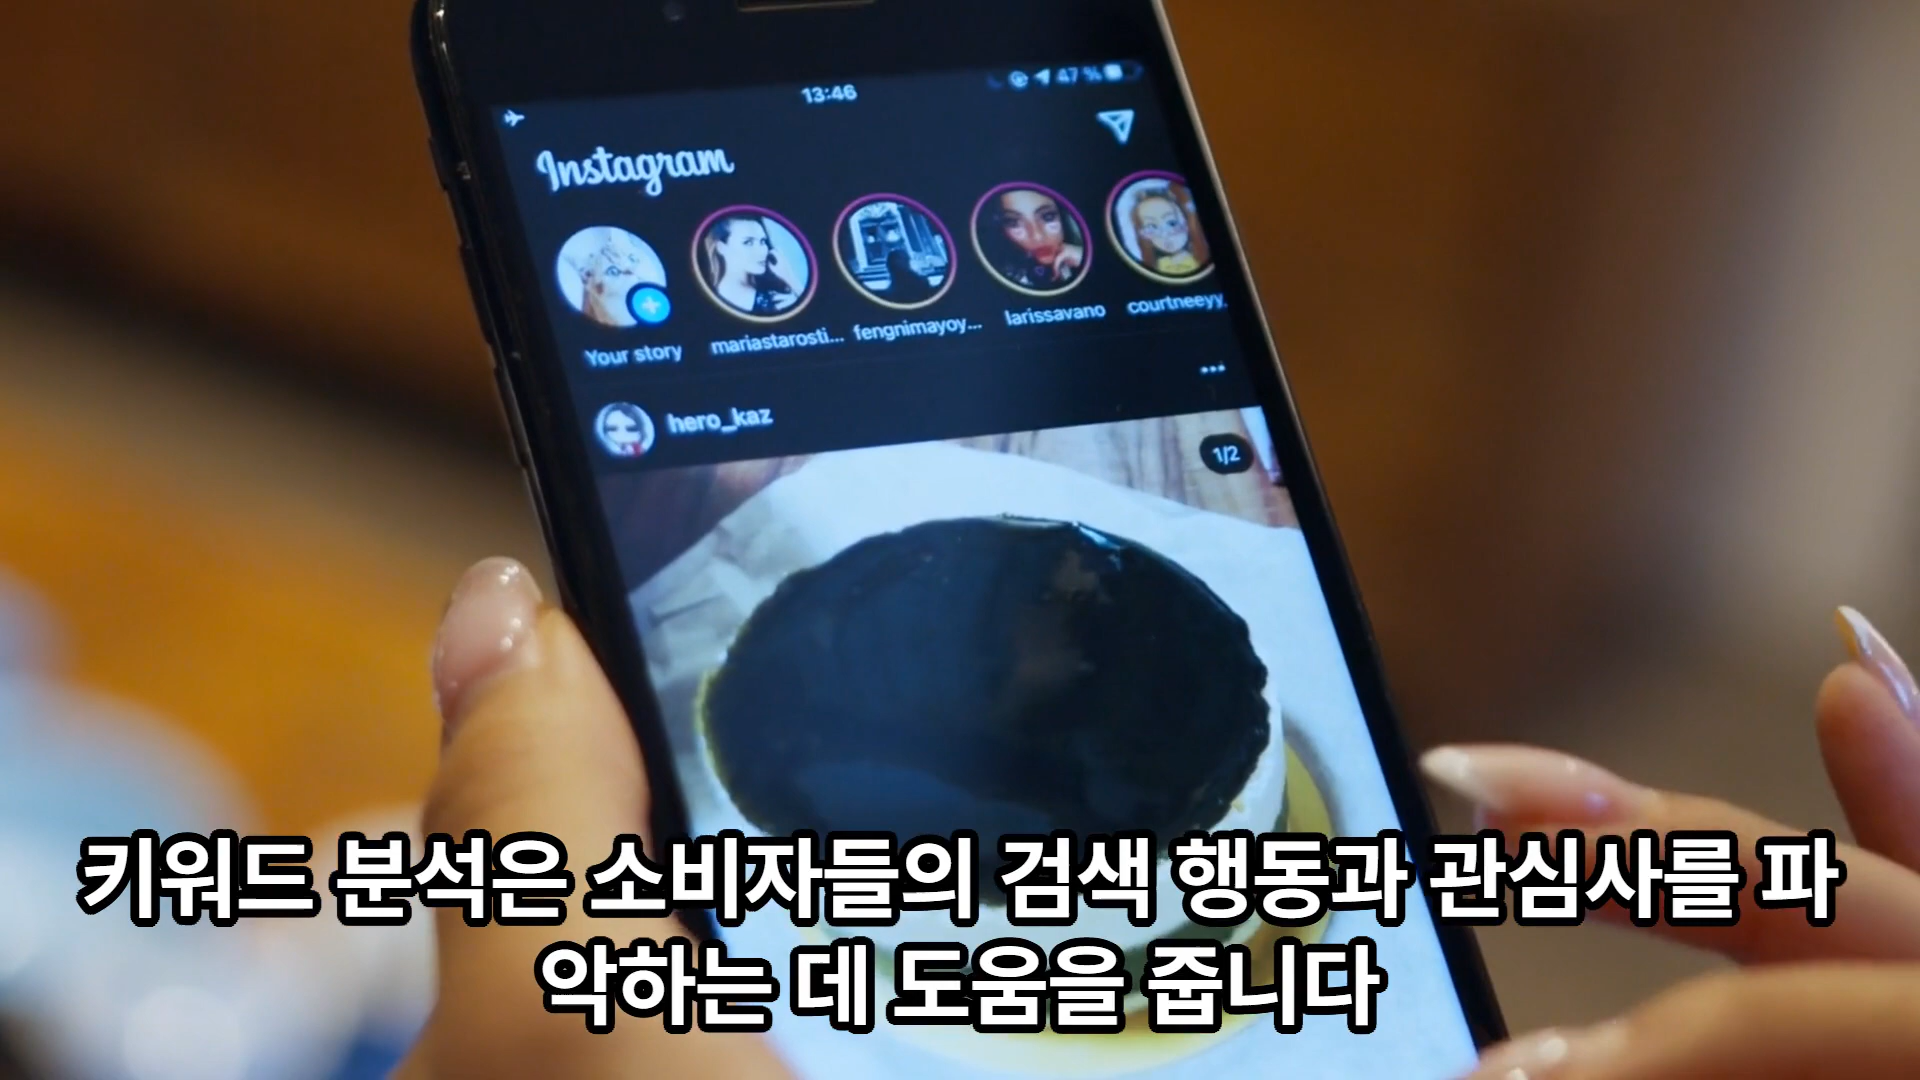 13:46
47 %
Instagram
Your story
mariastarosti...
fengnimayoy...
larissavano
courtneeyy
hero_kaz
1/2
키워드 분석은 소비자들의 검색 행동과 관심사를 파
악하는 데 도움을 줍니다